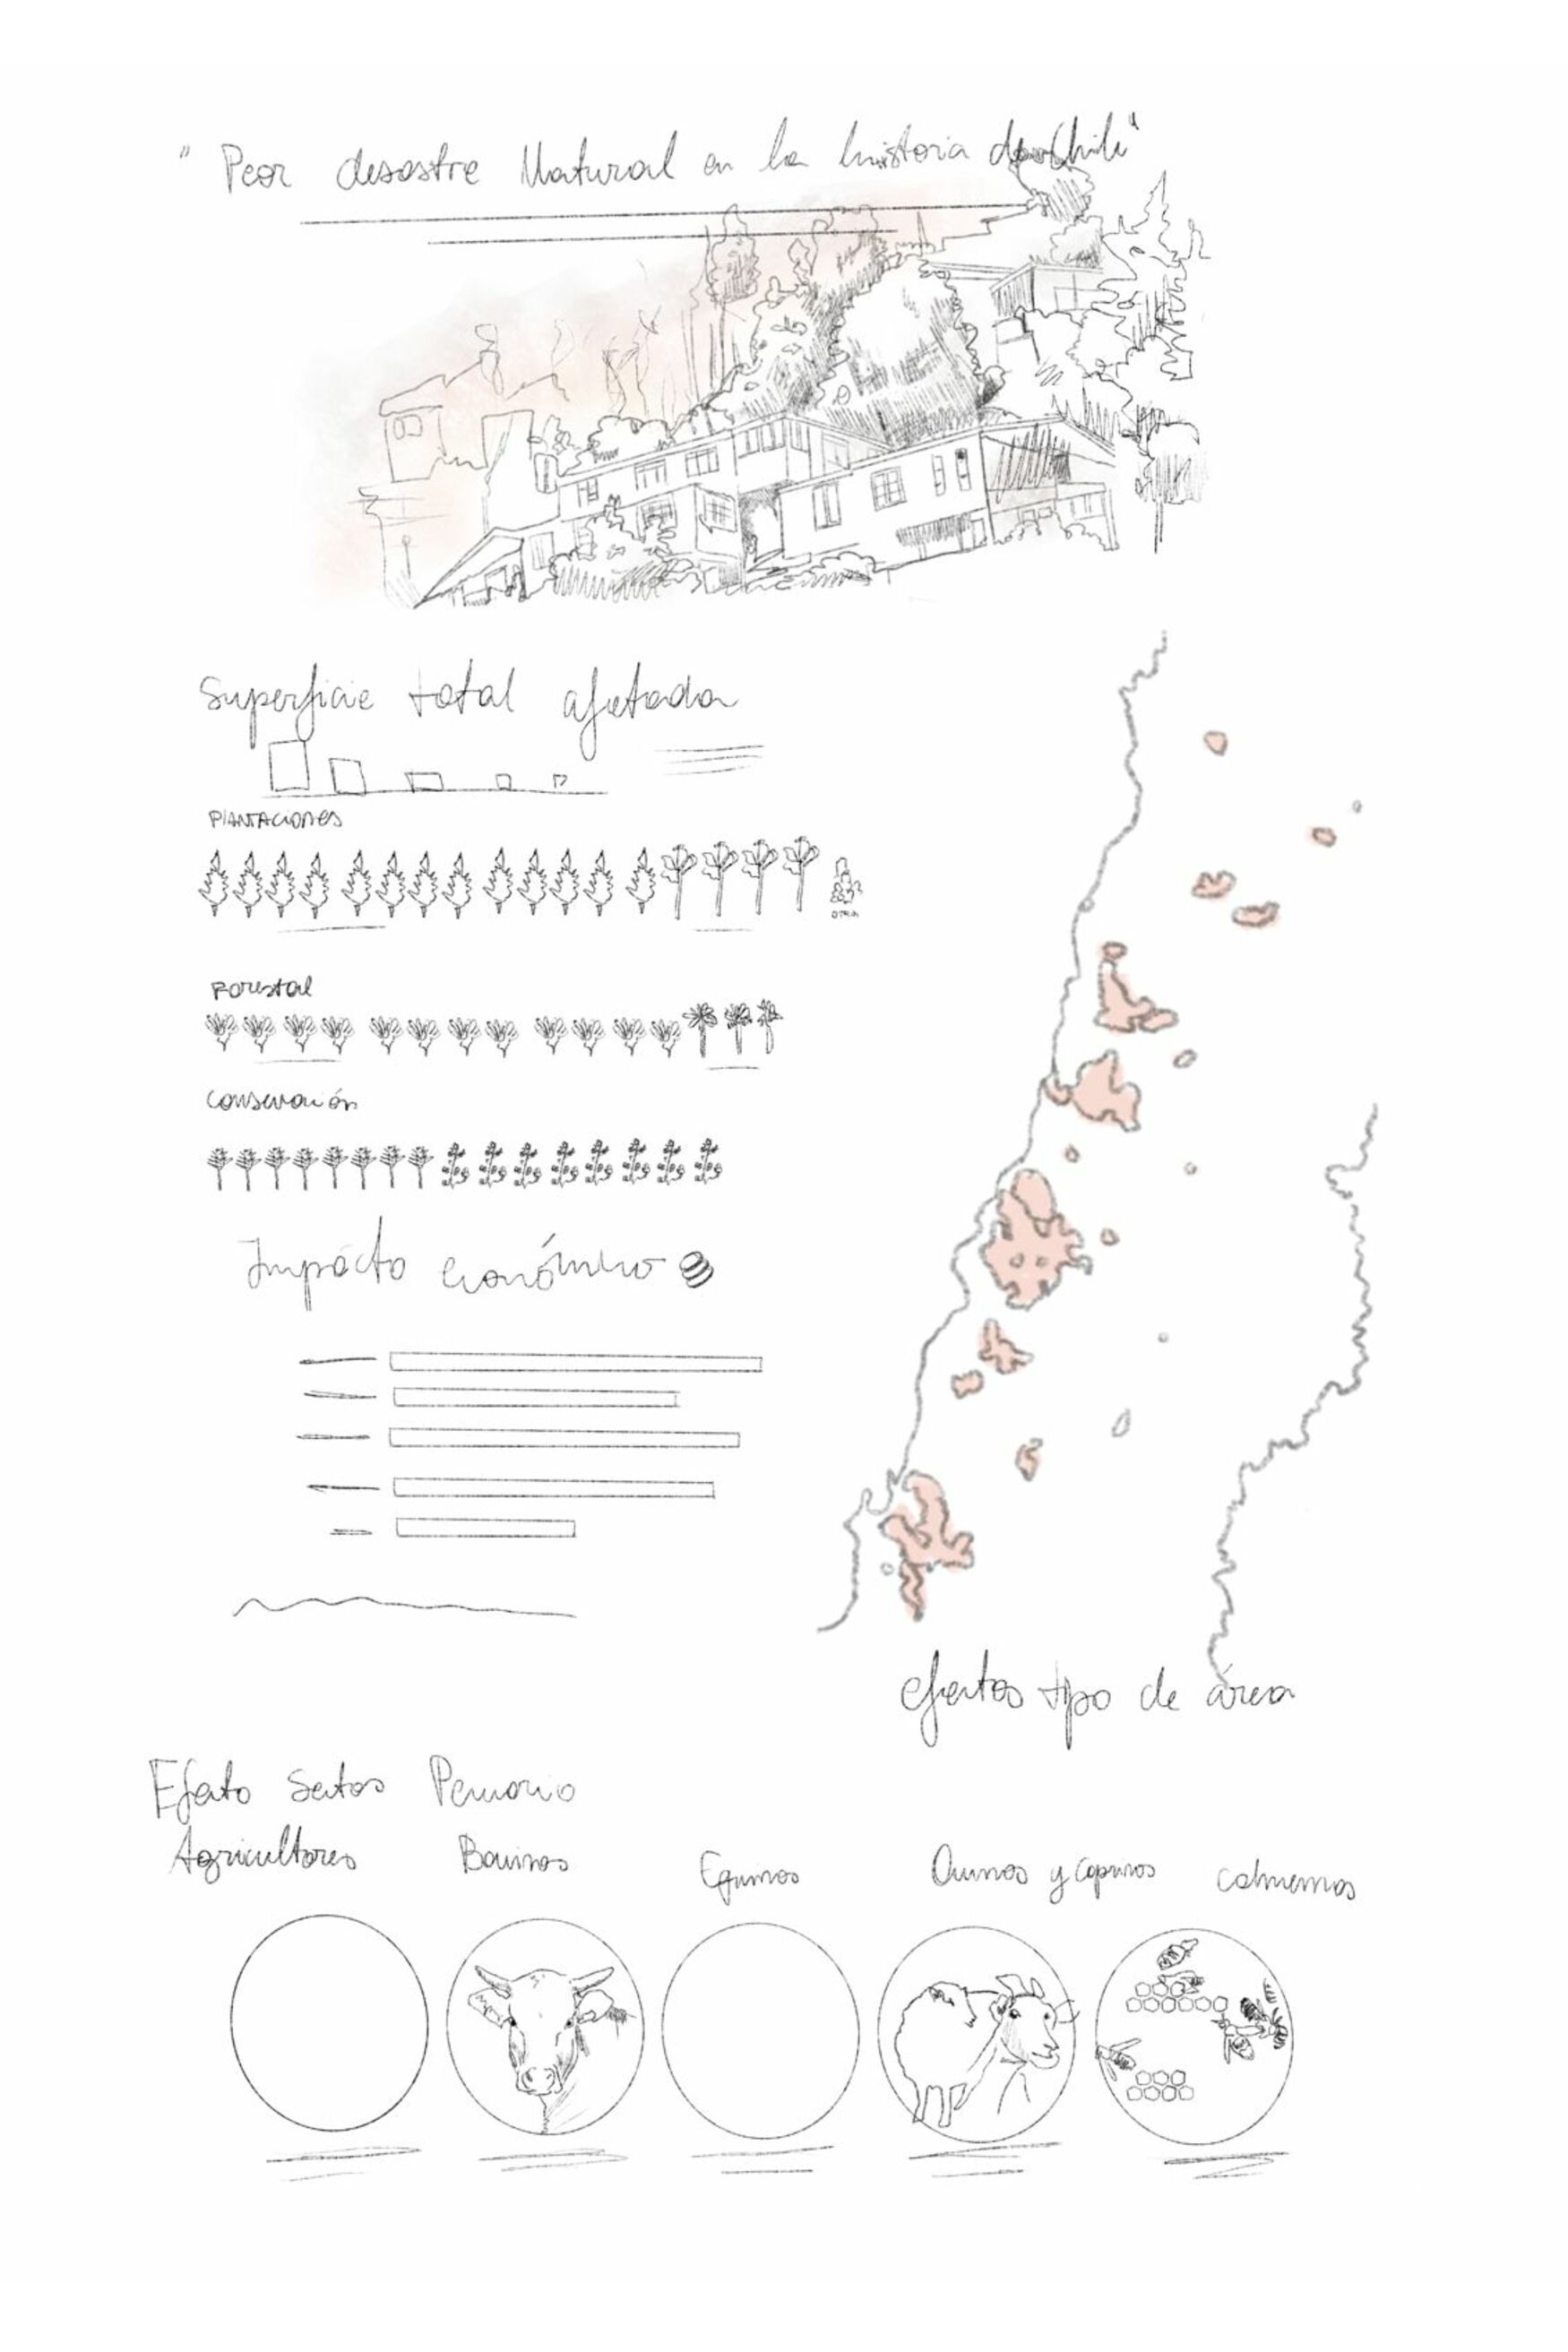 "Peor desastre Natural en la historia de Chile"
Superficie total afectada
PLANTACIONES
OTRA
Forestal
Conservación
Impacto económico
efectos tipo de área
Efecto Sector Pecuario
Agricultores
Bovinos
Equinos
Ovinos y caprinos
colmenas